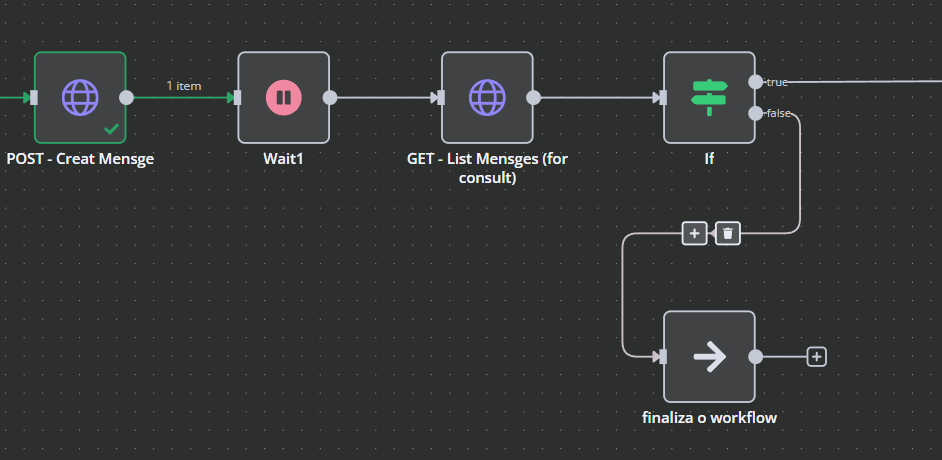 1 item
true
false
POST - Creat Mensge
Wait1
GET - List Mensges (for
consult)
If
finaliza o workflow